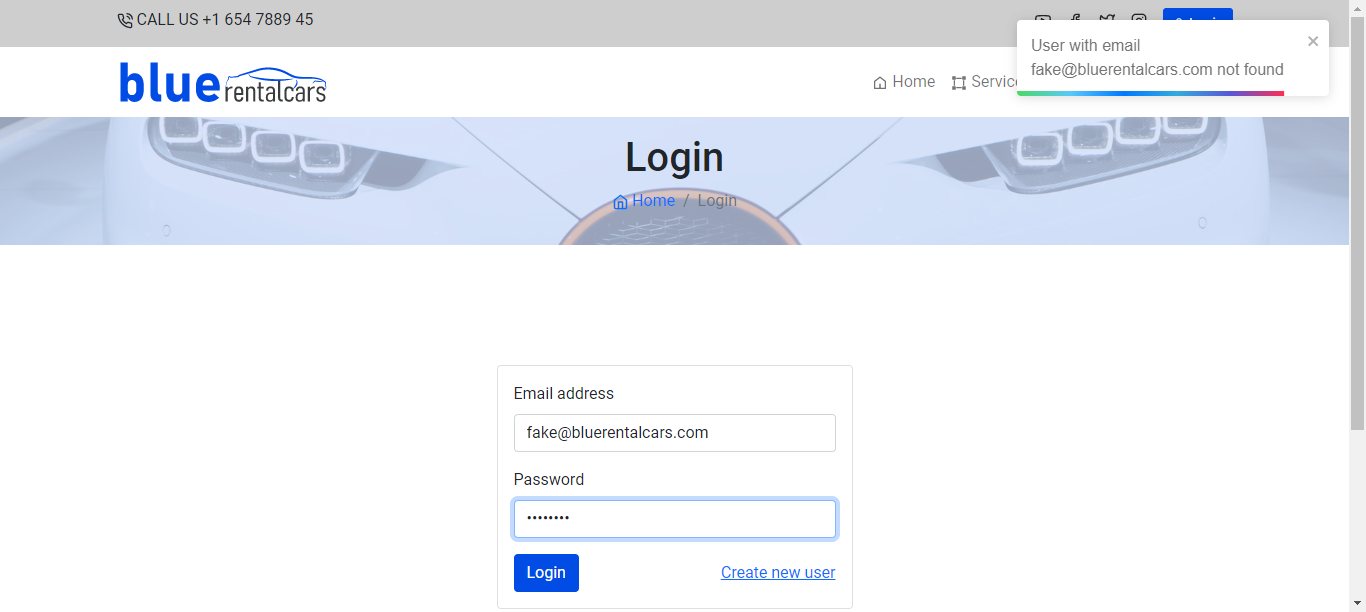 CALL US +1 654 7889 45
User with email
fake@bluerentalcars.com not found
blue rentalcars
Home
Login
Home / Login
Email address
fake@bluerentalcars.com
Password
••••••••
Login
Create new user